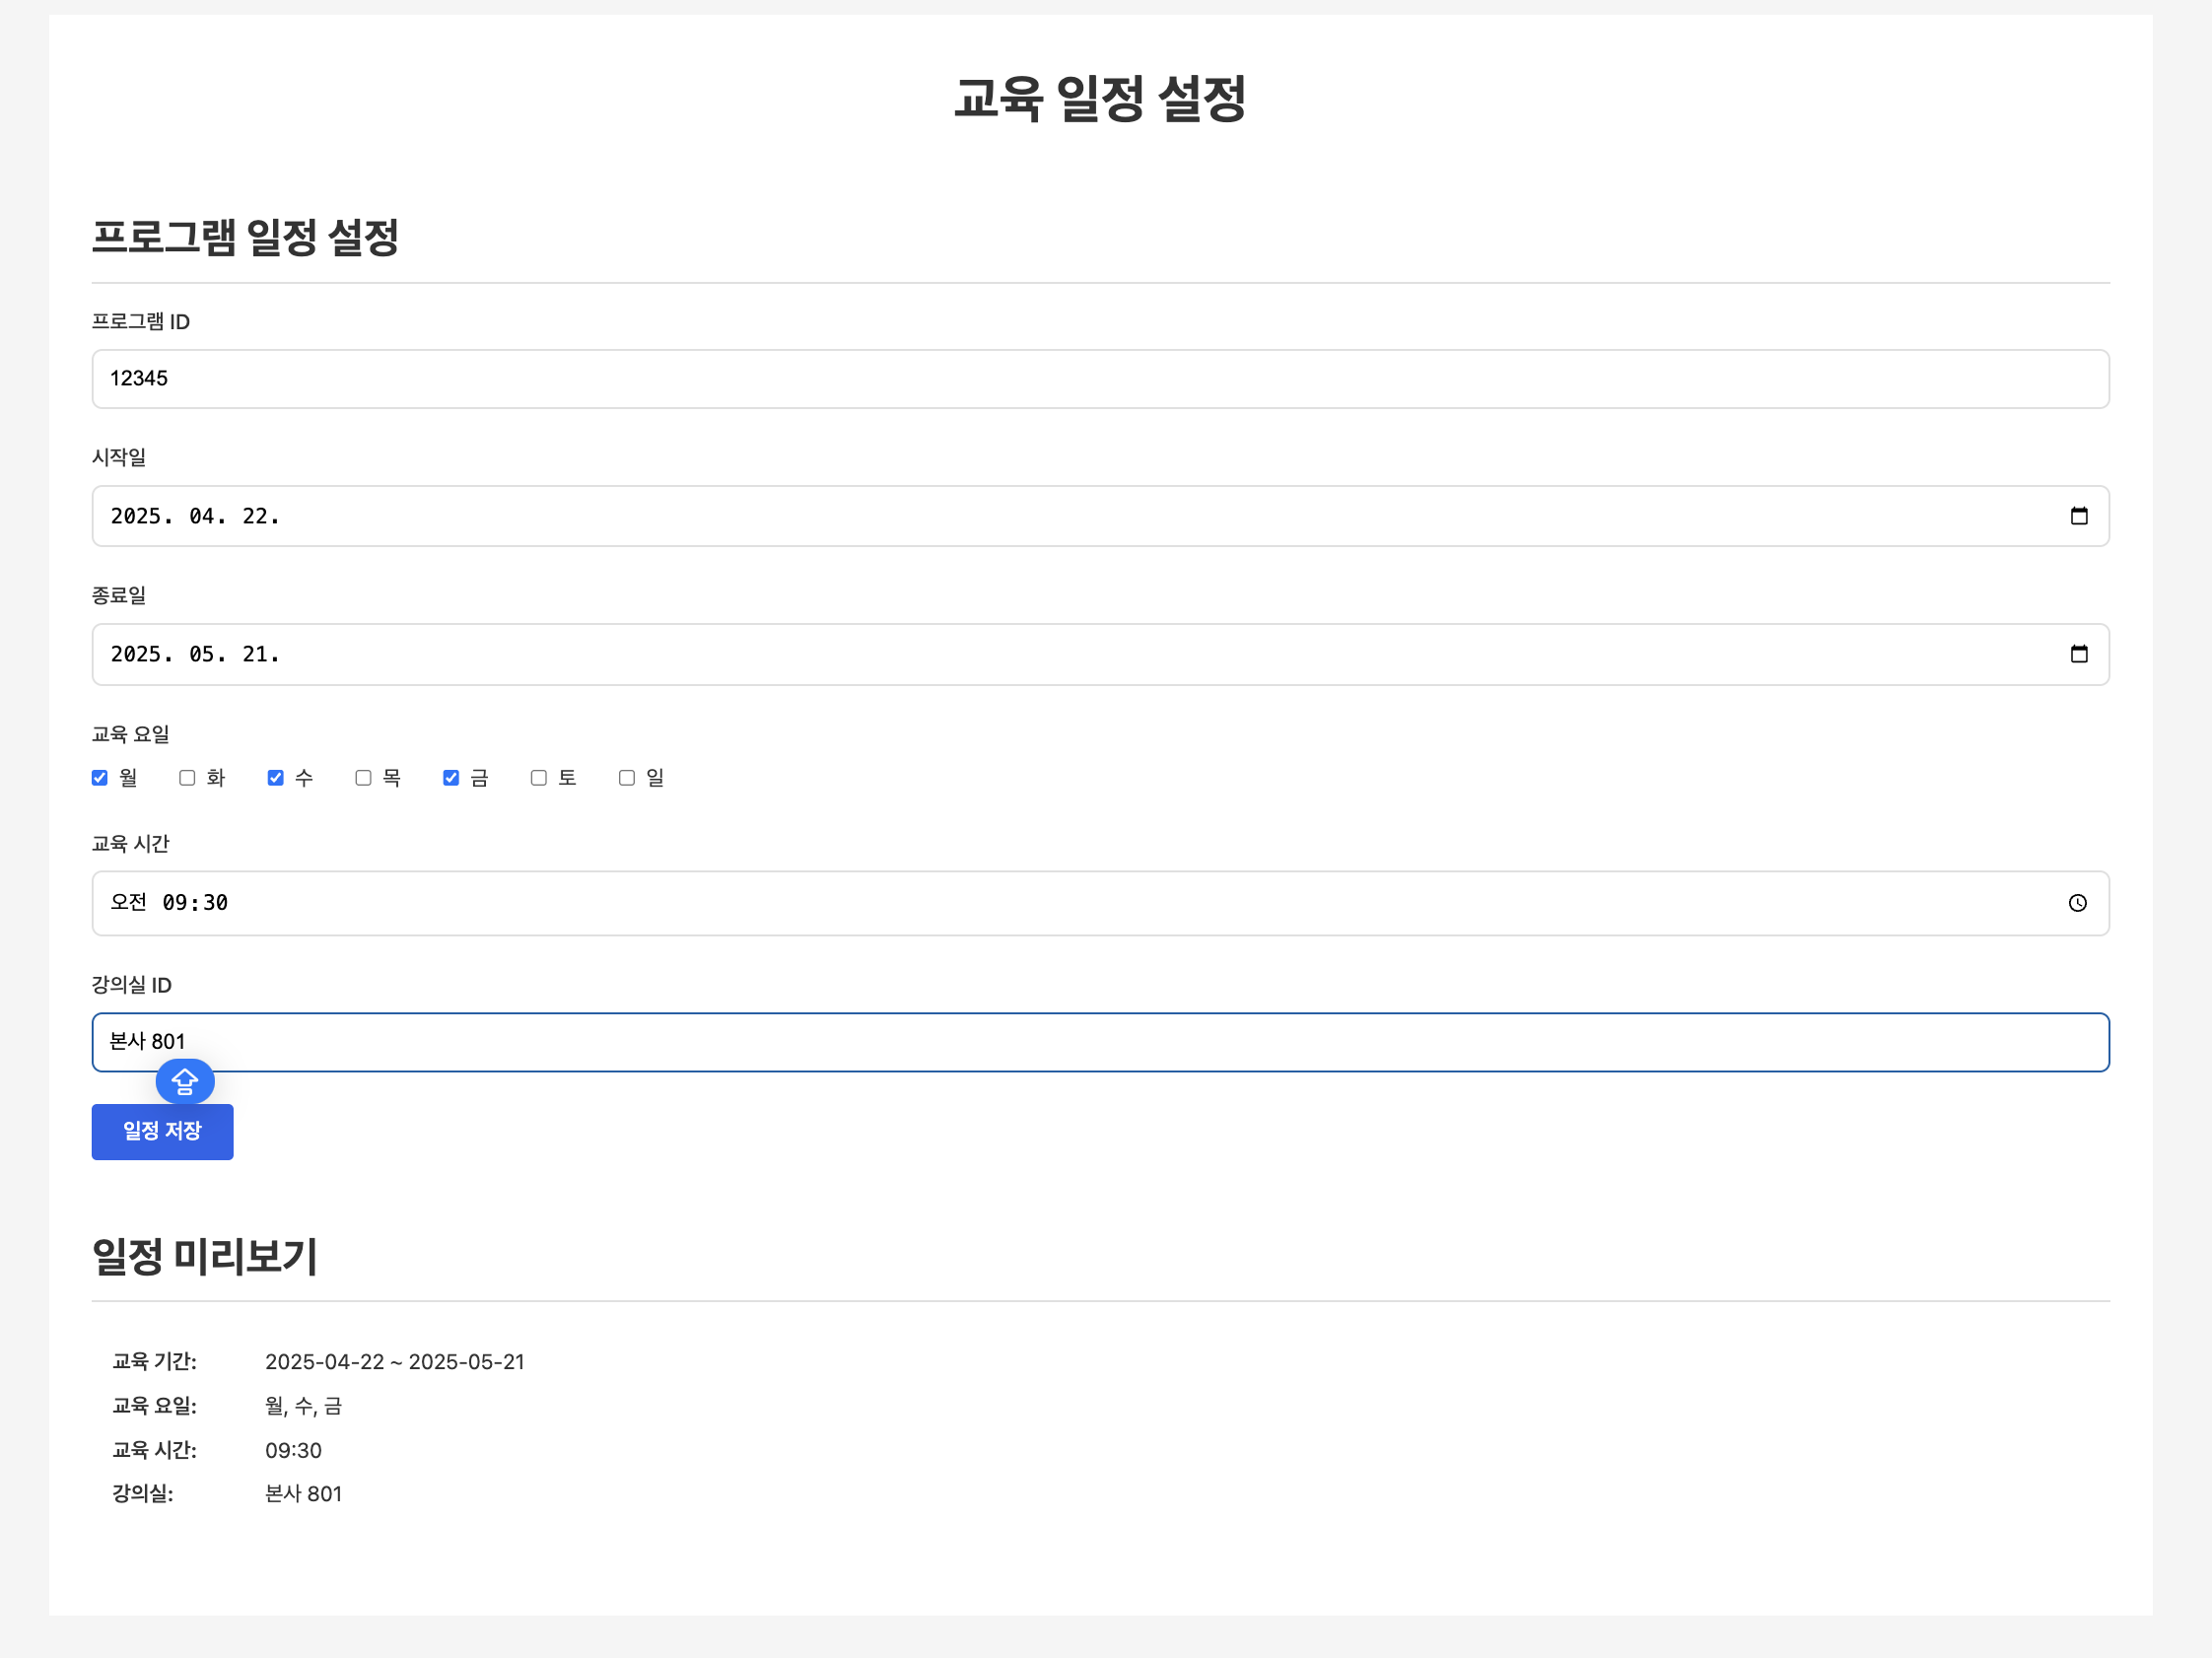 교육 일정 설정
프로그램 일정 설정
프로그램 ID
12345
시작일
2025. 04. 22.
종료일
2025. 05. 21.
교육 요일
월 화 수 목 금 토 일
교육 시간
오전 09:30
강의실 ID
본사 801
일정 저장
일정 미리보기
교육 기간: 2025-04-22 ~ 2025-05-21
교육 요일: 월, 수, 금
교육 시간: 09:30
강의실: 본사 801